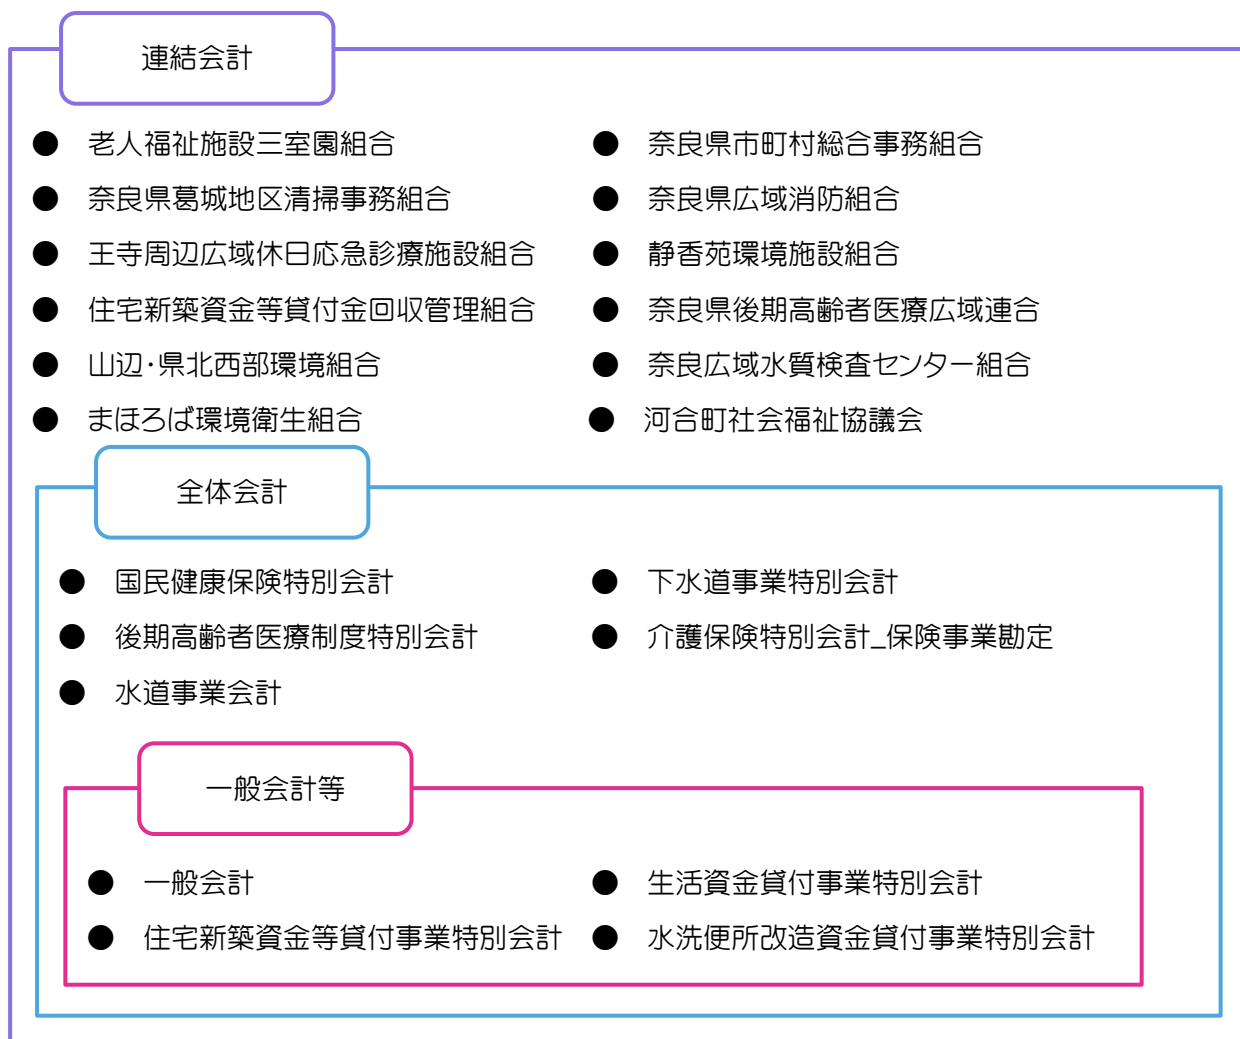 連結会計
● 老人福祉施設三室園組合 ● 奈良県市町村総合事務組合
● 奈良県葛城地区清掃事務組合 ● 奈良県広域消防組合
● 王寺周辺広域休日応急診療施設組合 ● 静香苑環境施設組合
● 住宅新築資金等貸付金回収管理組合 ● 奈良県後期高齢者医療広域連合
● 山辺・県北西部環境組合 ● 奈良広域水質検査センター組合
● まほろば環境衛生組合 ● 河合町社会福祉協議会
全体会計
● 国民健康保険特別会計 ● 下水道事業特別会計
● 後期高齢者医療制度特別会計 ● 介護保険特別会計_保険事業勘定
● 水道事業会計
一般会計等
● 一般会計 ● 生活資金貸付事業特別会計
● 住宅新築資金等貸付事業特別会計 ● 水洗便所改造資金貸付事業特別会計